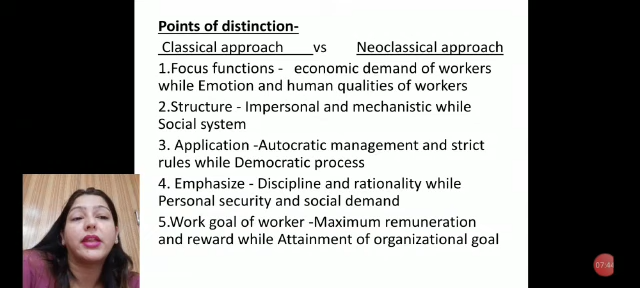 Points of distinction-
Classical approach vs Neoclassical approach
1.Focus functions - economic demand of workers
while Emotion and human qualities of workers
2.Structure - Impersonal and mechanistic while
Social system
3. Application -Autocratic management and strict
rules while Democratic process
4. Emphasize - Discipline and rationality while
Personal security and social demand
5.Work goal of worker -Maximum remuneration
and reward while Attainment of organizational goal
07:44